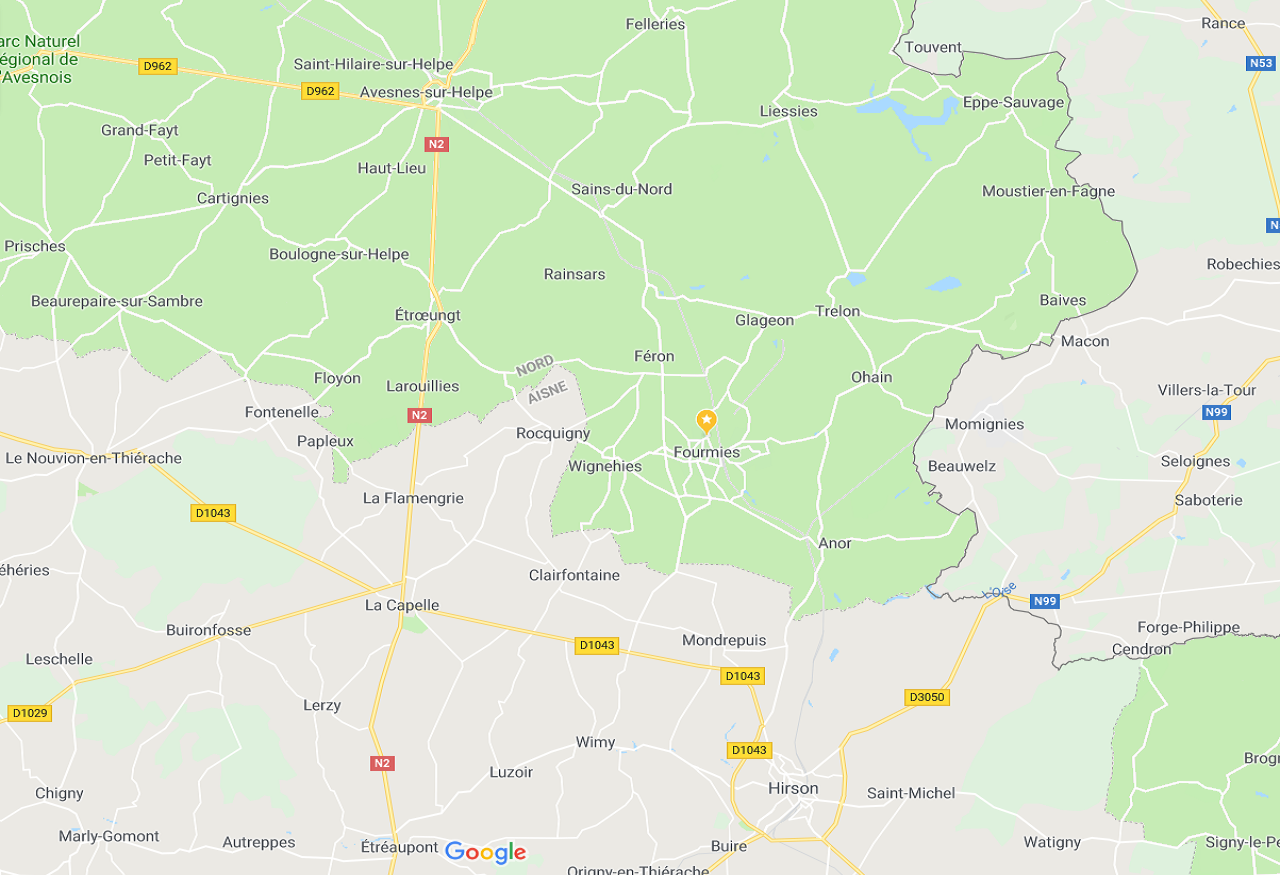 Felleries
Rance
Touvent
arc Naturel
égional de
l'Avesnois
D962
Saint-Hilaire-sur-Helpe
N53
D962
Avesnes-sur-Helpe
Eppe-Sauvage
Liessies
Grand-Fayt
N2
Petit-Fayt
Haut-Lieu
Sains-du-Nord
Moustier-en-Fagne
Cartignies
Prisches
Boulogne-sur-Helpe
Robechies
Rainsars
Beaurepaire-sur-Sambre
Baives
Étrœungt
Glageon
Trelon
Macon
Féron
NORD
AISNE
Floyon
Larouillies
Ohain
Villers-la-Tour
Fontenelle
N2
N99
Momignies
Papleux
Rocquigny
Fourmies
Le Nouvion-en-Thiérache
Wignehies
Beauwelz
Seloignes
La Flamengrie
Saboterie
D1043
Anor
éhéries
Clairfontaine
L'Oise
La Capelle
N99
Buironfosse
Forge-Philippe
Mondrepuis
D1043
Cendron
Leschelle
D1043
D3050
Lerzy
D1029
Wimy
D1043
N2
Brogn
Luzoir
Hirson
Chigny
Saint-Michel
Marly-Gomont
Autreppes
Étréaupont
Google
Buire
Watigny
Signy-le-Pe
Origny-en-Thiérache